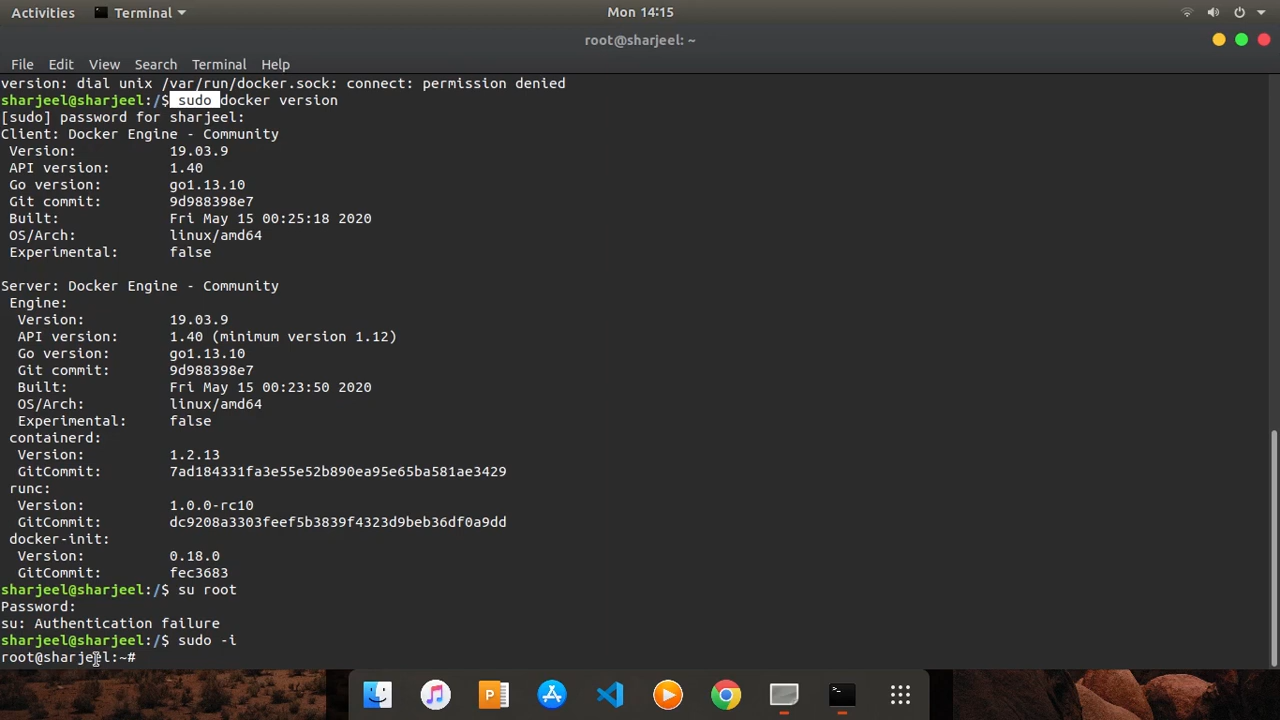 Activities Terminal Mon 14:15
root@sharjeel: ~
File Edit View Search Terminal Help
version: dial unix /var/run/docker.sock: connect: permission denied
sharjeel@sharjeel:/$ sudo docker version
[sudo] password for sharjeel:
Client: Docker Engine - Community
Version: 19.03.9
API version: 1.40
Go version: go1.13.10
Git commit: 9d988398e7
Built: Fri May 15 00:25:18 2020
OS/Arch: linux/amd64
Experimental: false
Server: Docker Engine - Community
Engine:
Version: 19.03.9
API version: 1.40 (minimum version 1.12)
Go version: go1.13.10
Git commit: 9d988398e7
Built: Fri May 15 00:23:50 2020
OS/Arch: linux/amd64
Experimental: false
containerd:
Version: 1.2.13
GitCommit: 7ad184331fa3e55e52b890ea95e65ba581ae3429
runc:
Version: 1.0.0-rc10
GitCommit: dc9208a3303feef5b3839f4323d9beb36df0a9dd
docker-init:
Version: 0.18.0
GitCommit: fec3683
sharjeel@sharjeel:/$ su root
Password:
su: Authentication failure
sharjeel@sharjeel:/$ sudo -i
root@sharjeel:~#